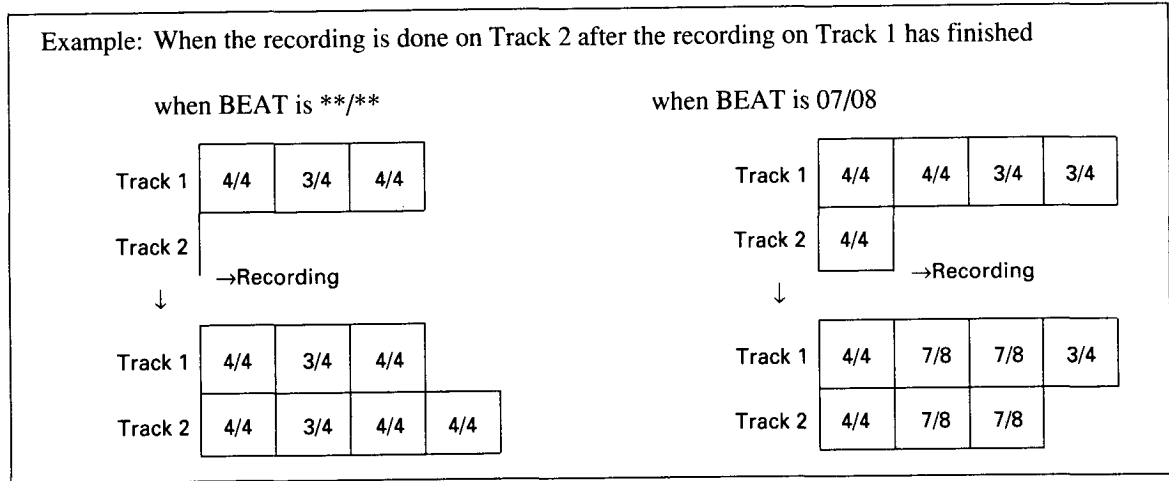 Example: When the recording is done on Track 2 after the recording on Track 1 has finished
when BEAT is **/**
Track 1 4/4 3/4 4/4
Track 2
→Recording
↓
Track 1 4/4 3/4 4/4
Track 2 4/4 3/4 4/4 4/4
when BEAT is 07/08
Track 1 4/4 4/4 3/4 3/4
Track 2 4/4
→Recording
↓
Track 1 4/4 7/8 7/8 3/4
Track 2 4/4 7/8 7/8